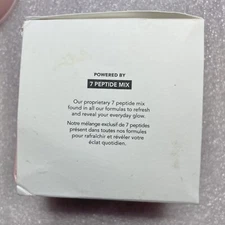 POWERED BY
7 PEPTIDE MIX
Our proprietary 7 peptide mix
found in all our formulas to refresh
and reveal your everyday glow.
Notre mélange exclusif de 7 peptides
présent dans toutes nos formules
pour rafraîchir et révéler votre
éclat quotidien.